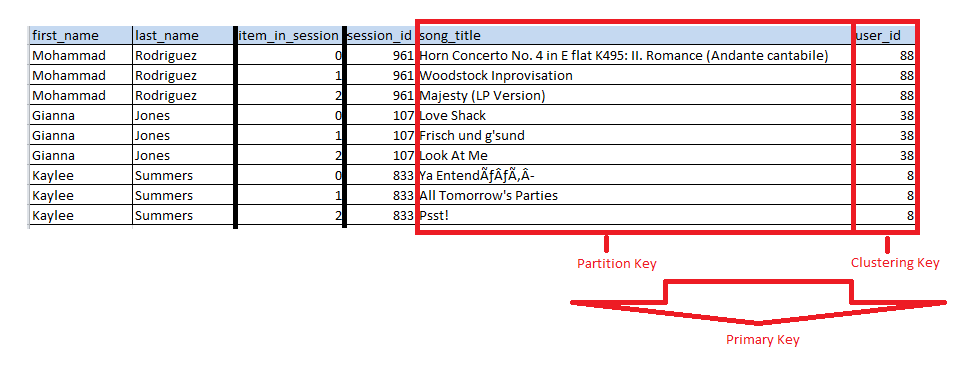 first_name last_name item_in_session session_id song_title user_id
Mohammad Rodriguez 0 961 Horn Concerto No. 4 in E flat K495: II. Romance (Andante cantabile) 88
Mohammad Rodriguez 1 961 Woodstock Inprovisation 88
Mohammad Rodriguez 2 961 Majesty (LP Version) 88
Gianna Jones 0 107 Love Shack 38
Gianna Jones 1 107 Frisch und g'sund 38
Gianna Jones 2 107 Look At Me 38
Kaylee Summers 0 833 Ya EntendÃƒÂƒÃ‚Â- 8
Kaylee Summers 1 833 All Tomorrow's Parties 8
Kaylee Summers 2 833 Psst! 8
Partition Key Clustering Key
Primary Key